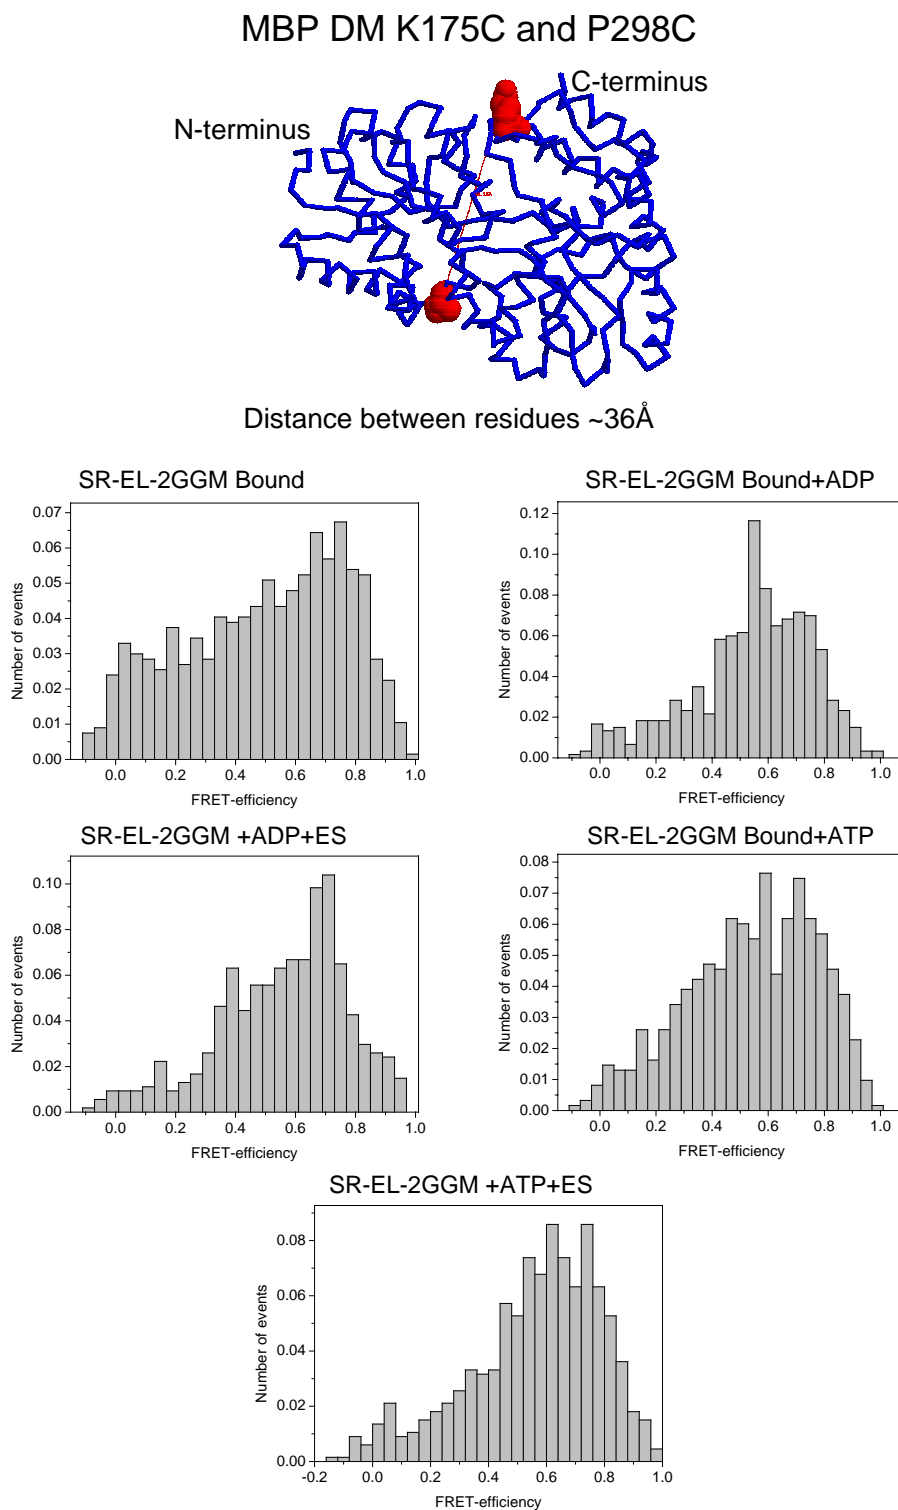 MBP DM K175C and P298C
C-terminus
N-terminus
Distance between residues ~36Å
SR-EL-2GGM Bound
0.07
0.06
0.05
0.04
0.03
0.02
0.01
0.00
Number of events
0.0 0.2 0.4 0.6 0.8 1.0
FRET-efficiency
SR-EL-2GGM Bound+ADP
0.12
0.10
0.08
0.06
0.04
0.02
0.00
Number of events
0.0 0.2 0.4 0.6 0.8 1.0
FRET-efficiency
SR-EL-2GGM +ADP+ES
0.10
0.08
0.06
0.04
0.02
0.00
Number of events
0.0 0.2 0.4 0.6 0.8 1.0
FRET-efficiency
SR-EL-2GGM Bound+ATP
0.08
0.07
0.06
0.05
0.04
0.03
0.02
0.01
0.00
Number of events
0.0 0.2 0.4 0.6 0.8 1.0
FRET-efficiency
SR-EL-2GGM +ATP+ES
0.08
0.06
0.04
0.02
0.00
Number of events
-0.2 0.0 0.2 0.4 0.6 0.8 1.0
FRET-efficiency